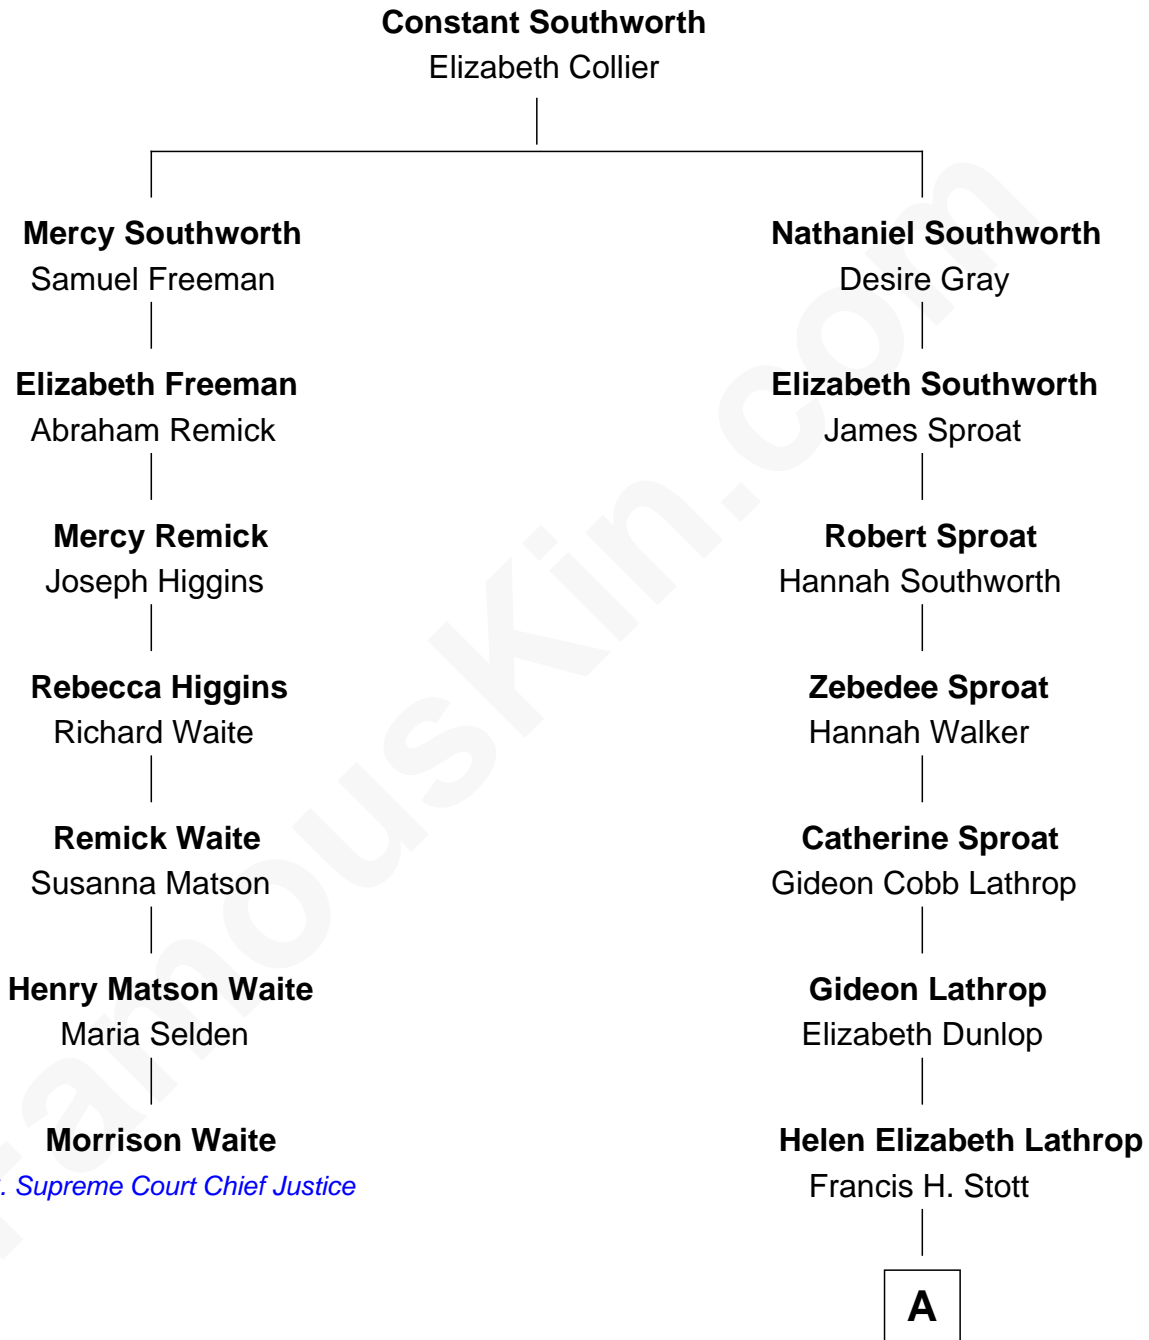 Constant Southworth
Elizabeth Collier
Mercy Southworth
Samuel Freeman
Nathaniel Southworth
Desire Gray
Elizabeth Freeman
Abraham Remick
Elizabeth Southworth
James Sproat
Mercy Remick
Joseph Higgins
Robert Sproat
Hannah Southworth
Rebecca Higgins
Richard Waite
Zebedee Sproat
Hannah Walker
Remick Waite
Susanna Matson
Catherine Sproat
Gideon Cobb Lathrop
Henry Matson Waite
Maria Selden
Gideon Lathrop
Elizabeth Dunlop
Morrison Waite
. Supreme Court Chief Justice
Helen Elizabeth Lathrop
Francis H. Stott
A
FamousKin.com